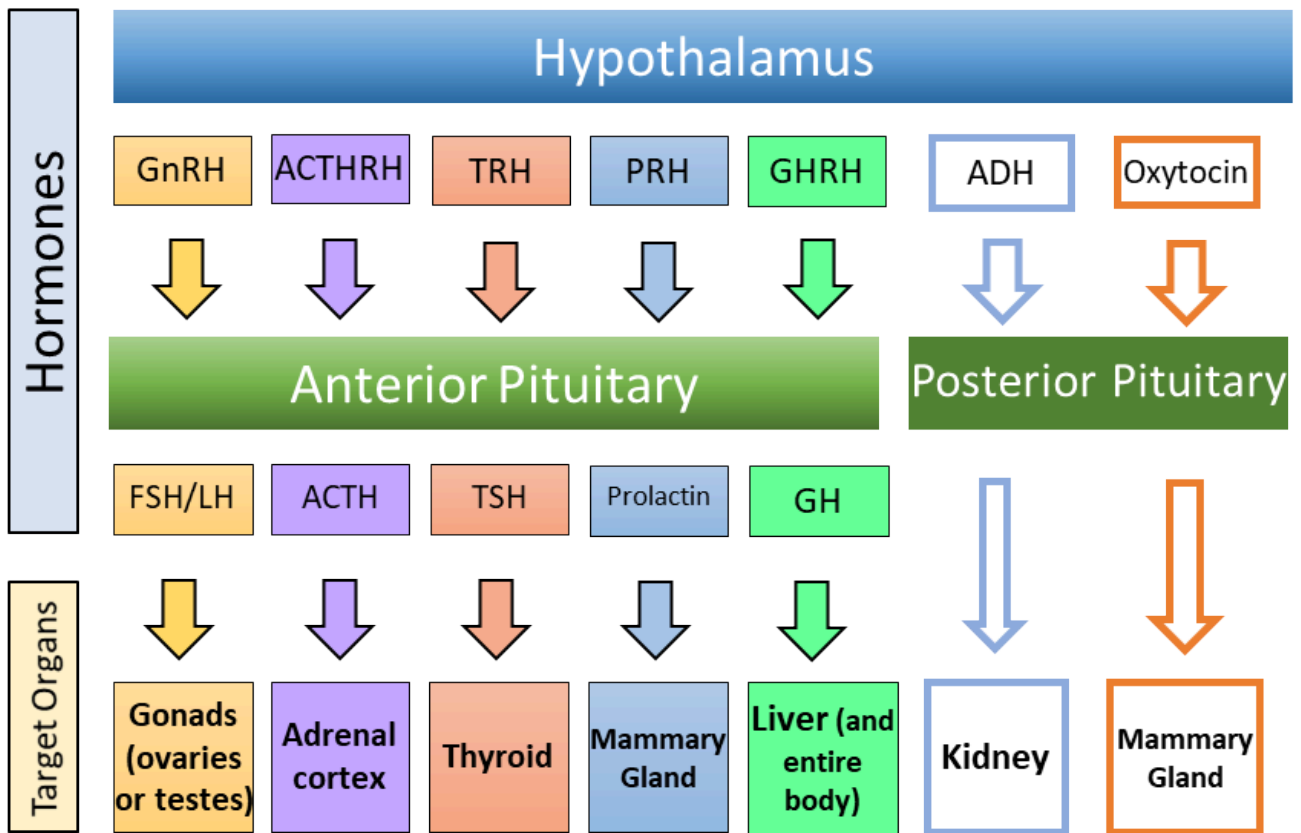 Hormones
Hypothalamus
GnRH
ACTHRH
TRH
PRH
GHRH
ADH
Oxytocin
Anterior Pituitary
Posterior Pituitary
FSH/LH
ACTH
TSH
Prolactin
GH
Target Organs
Gonads
(ovaries
or testes)
Adrenal
cortex
Thyroid
Mammary
Gland
Liver (and
entire
body)
Kidney
Mammary
Gland